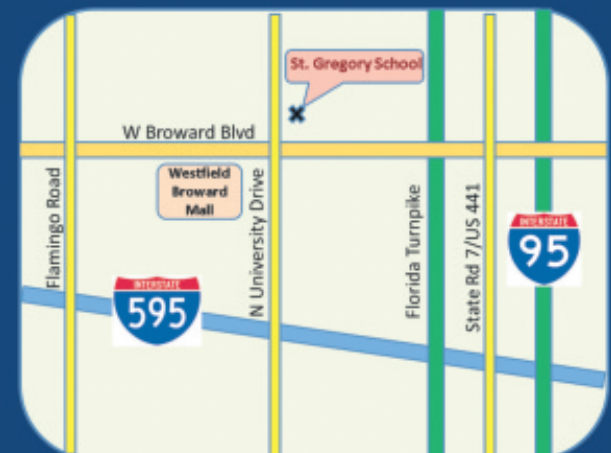 St. Gregory School
W Broward Blvd
Westfield
Broward
Mall
Flamingo Road
N University Drive
Florida Turnpike
State Rd 7/US 441
INTERSTATE
95
INTERSTATE
595